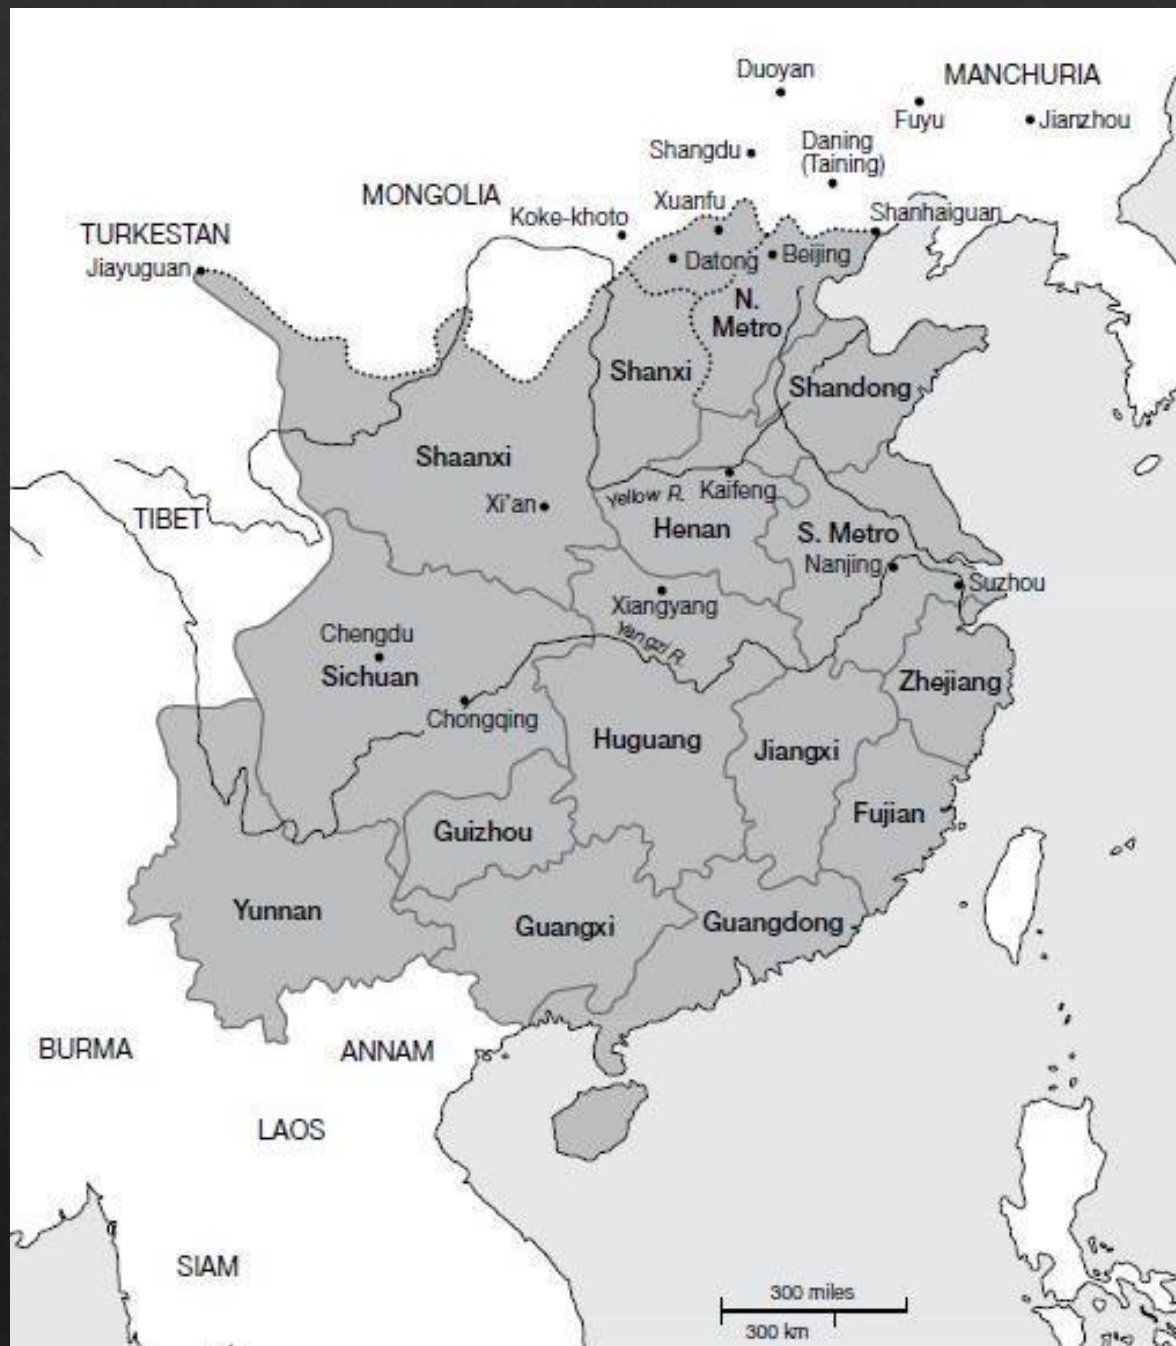 Duoyan
MANCHURIA
Fuyu
Jianzhou
Shangdu
Daning
(Taining)
MONGOLIA
Xuanfu
Koke-khoto
Shanhaiguan
TURKESTAN
Jiayuguan
Datong
Beijing
N.
Metro
Shanxi
Shandong
Shaanxi
Xi'an
Yellow R.
Kaifeng
TIBET
Henan
S. Metro
Nanjing
Suzhou
Xiangyang
Yangzi R.
Chengdu
Sichuan
Zhejiang
Chongqing
Huguang
Jiangxi
Guizhou
Fujian
Yunnan
Guangxi
Guangdong
BURMA
ANNAM
LAOS
SIAM
300 miles
300 km